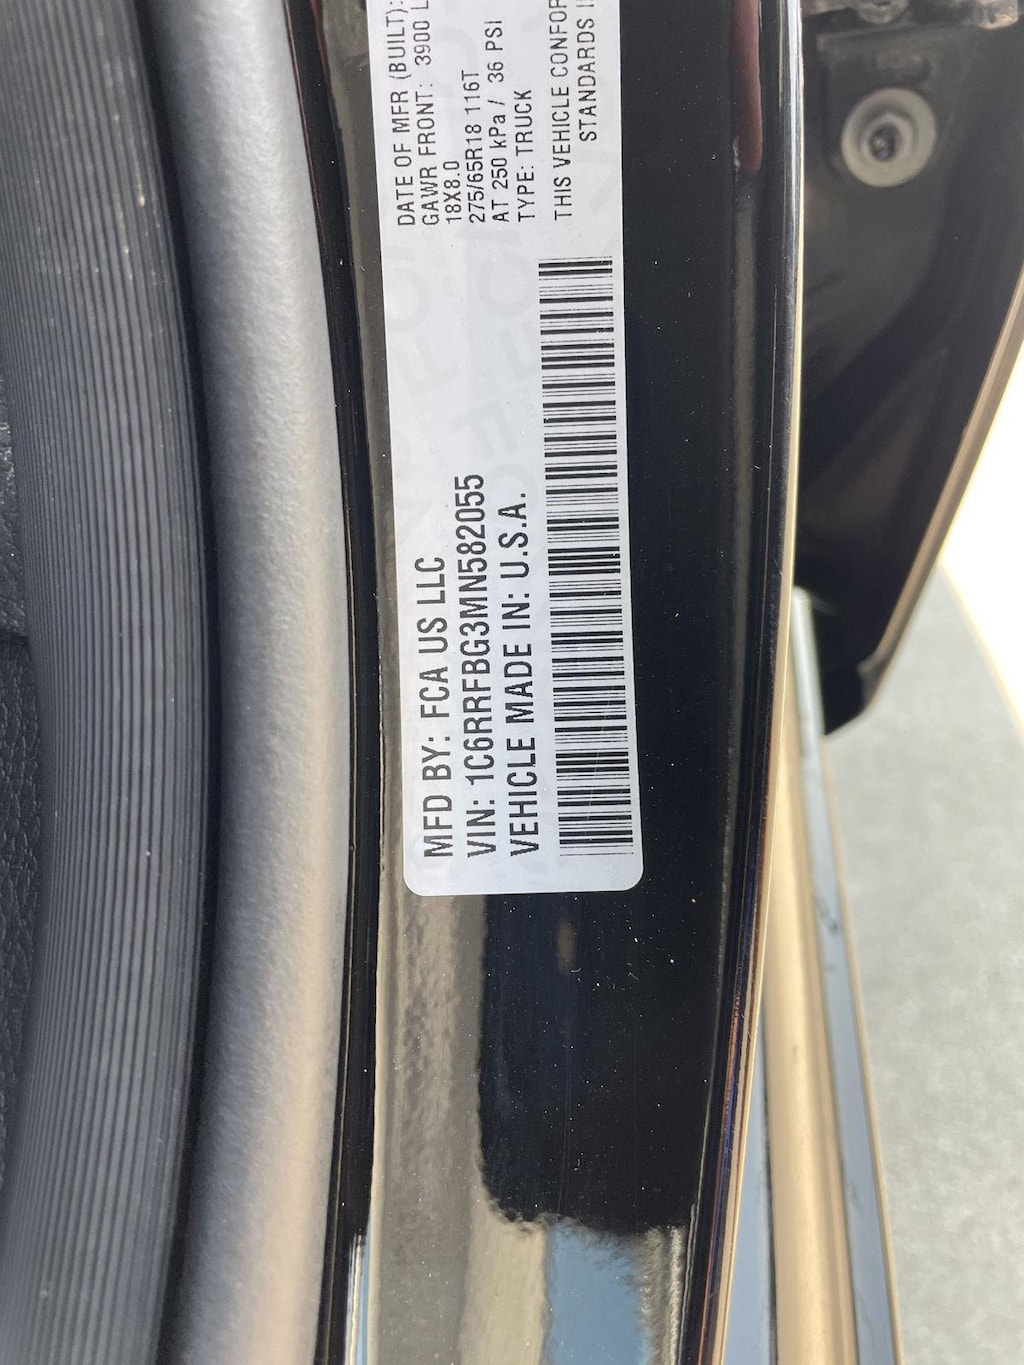 MFD BY: FCA US LLC
VIN: 1C6RRFBG3MN582055
VEHICLE MADE IN: U.S.A.
DATE OF MFR (BUILT):
GAWR FRONT: 3900 L
18X8.0
275/65R18 116T
AT 250 kPa / 36 PSI
TYPE: TRUCK
THIS VEHICLE CONFOR
STANDARDS I